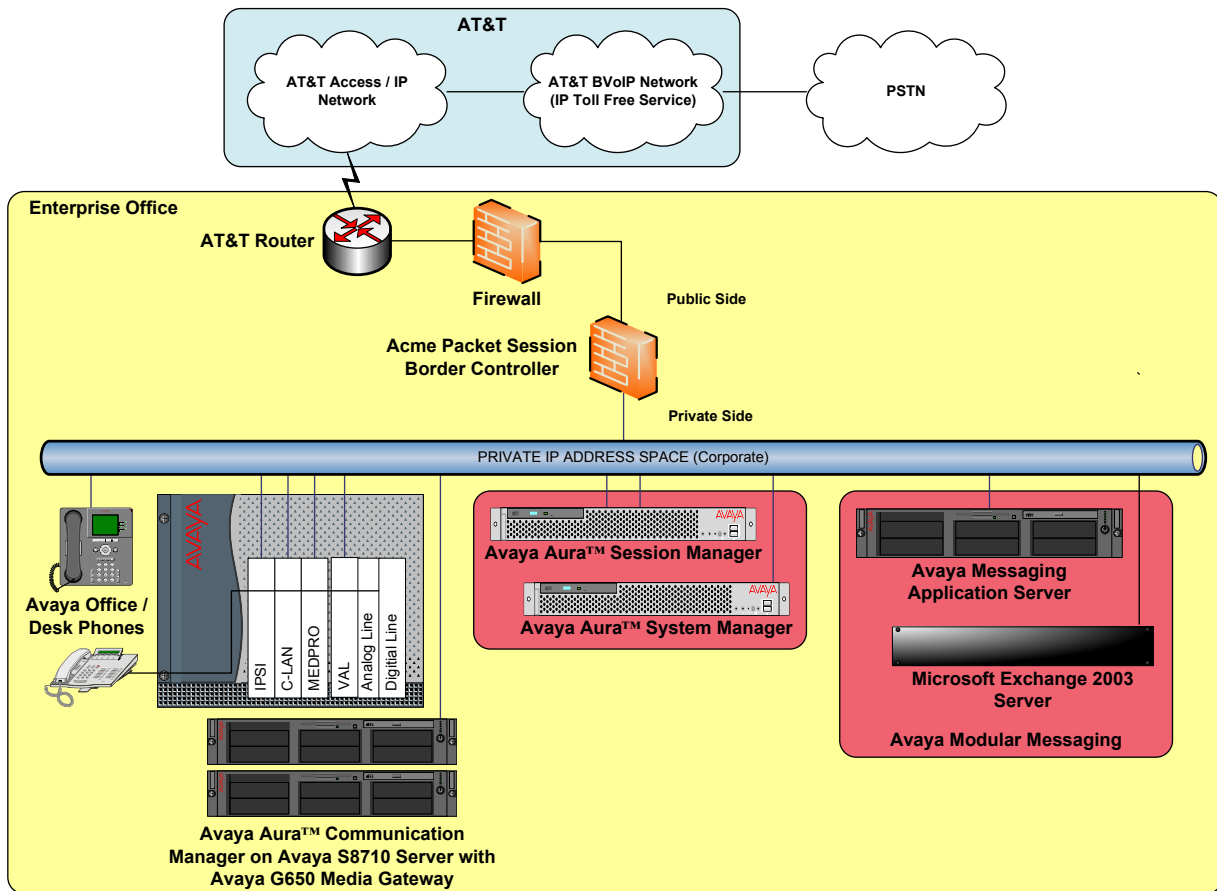 AT&T
AT&T Access / IP
Network
AT&T BVoIP Network
(IP Toll Free Service)
PSTN
Enterprise Office
AT&T Router
Firewall
Public Side
Acme Packet Session
Border Controller
Private Side
PRIVATE IP ADDRESS SPACE (Corporate)
AVAYA
IPSI
C-LAN
MEDPRO
VAL
Analog Line
Digitial Line
Avaya Office /
Desk Phones
AVAYA
Avaya Aura™ Session Manager
AVAYA
Avaya Aura™ System Manager
Avaya Messaging
Application Server
Microsoft Exchange 2003
Server
Avaya Modular Messaging
Avaya Aura™ Communication
Manager on Avaya S8710 Server with
Avaya G650 Media Gateway